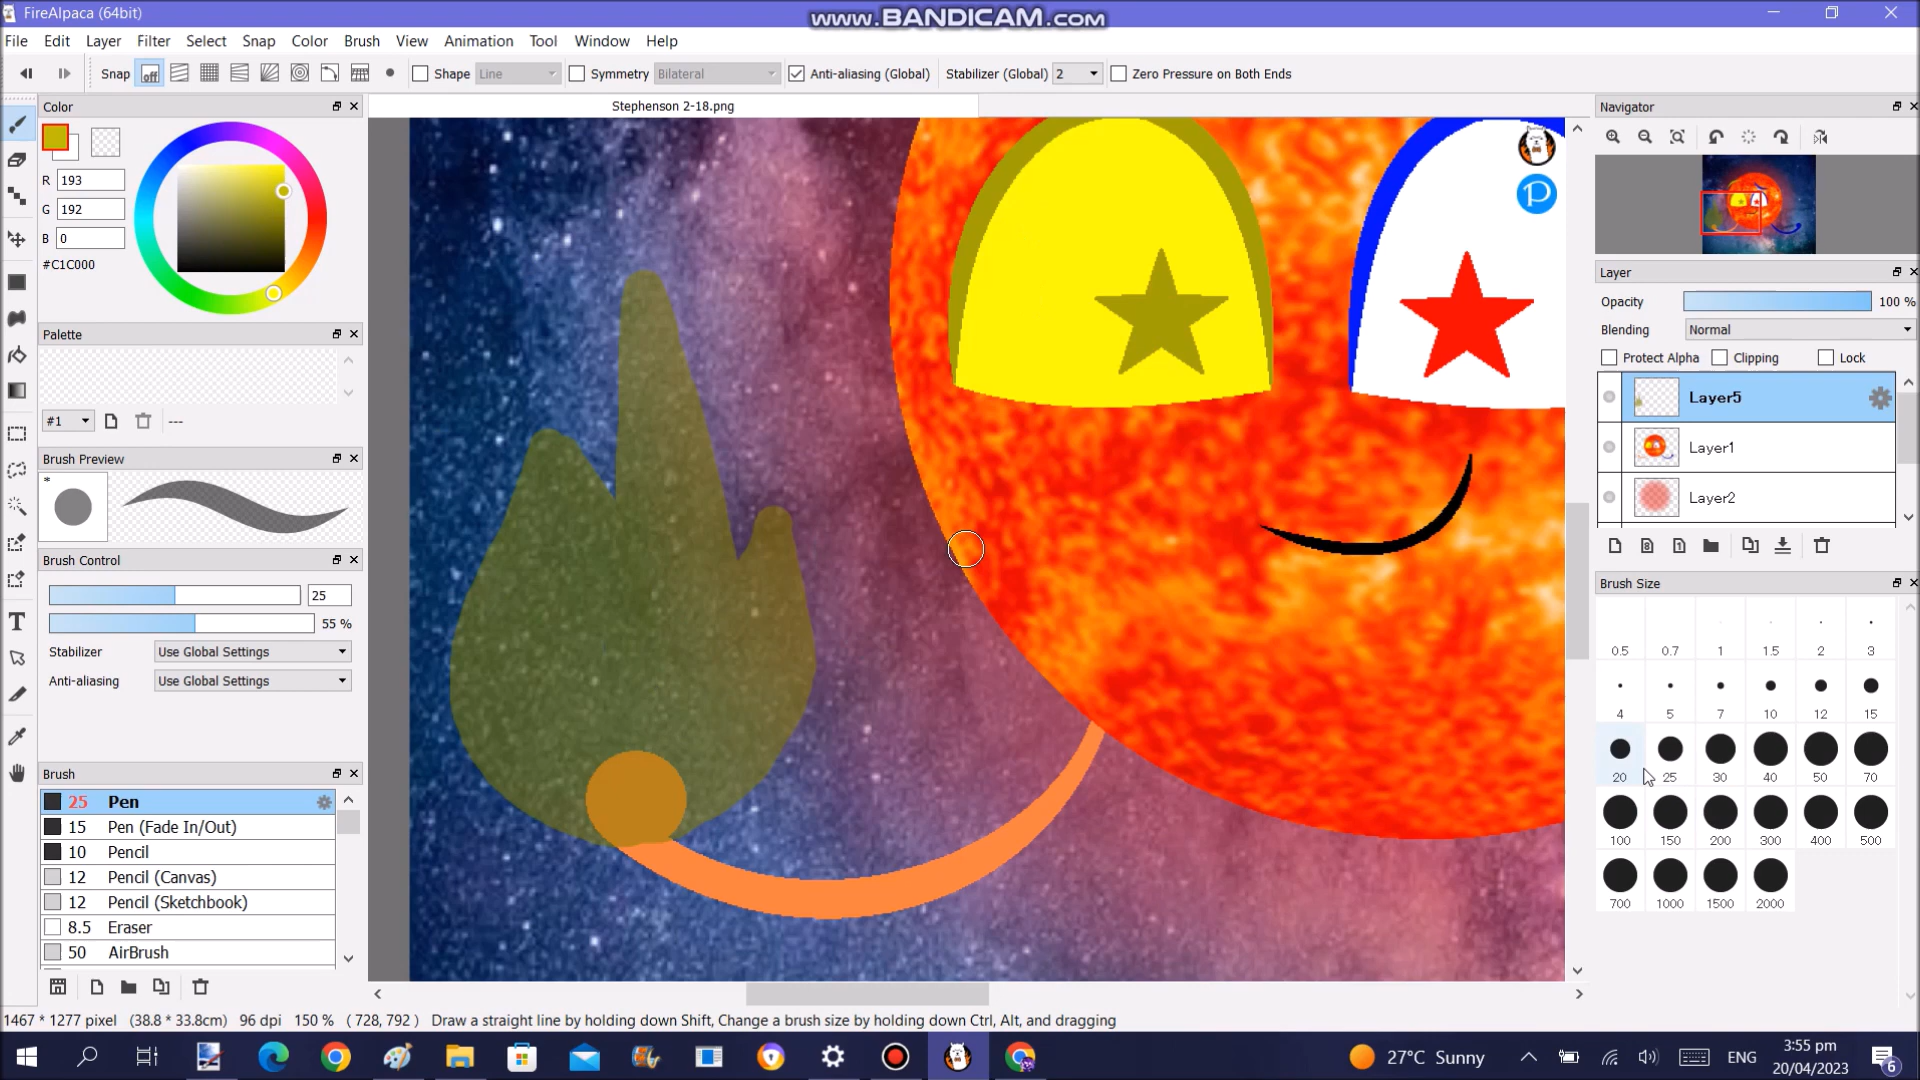 FireAlpaca (64bit)
www.BANDICAM.com
File Edit Layer Filter Select Snap Color Brush View Animation Tool Window Help
Snap off Shape Line Symmetry Bilateral Anti-aliasing (Global) Stabilizer (Global) 2 Zero Pressure on Both Ends
Color
Stephenson 2-18.png
Navigator
R 193
G 192
B 0
#C1C000
Palette
#1 ---
Brush Preview
*
Brush Control
25
55 %
Stabilizer Use Global Settings
Anti-aliasing Use Global Settings
Brush
25 Pen
15 Pen (Fade In/Out)
10 Pencil
12 Pencil (Canvas)
12 Pencil (Sketchbook)
8.5 Eraser
50 AirBrush
P
Layer
Opacity 100 %
Blending Normal
Protect Alpha Clipping Lock
Layer5
Layer1
Layer2
Brush Size
0.5 0.7 1 1.5 2 3
4 5 7 10 12 15
20 25 30 40 50 70
100 150 200 300 400 500
700 1000 1500 2000
1467 * 1277 pixel (38.8 * 33.8cm) 96 dpi 150 % ( 728, 792 ) Draw a straight line by holding down Shift, Change a brush size by holding down Ctrl, Alt, and dragging
27°C Sunny
ENG
3:55 pm
20/04/2023
6